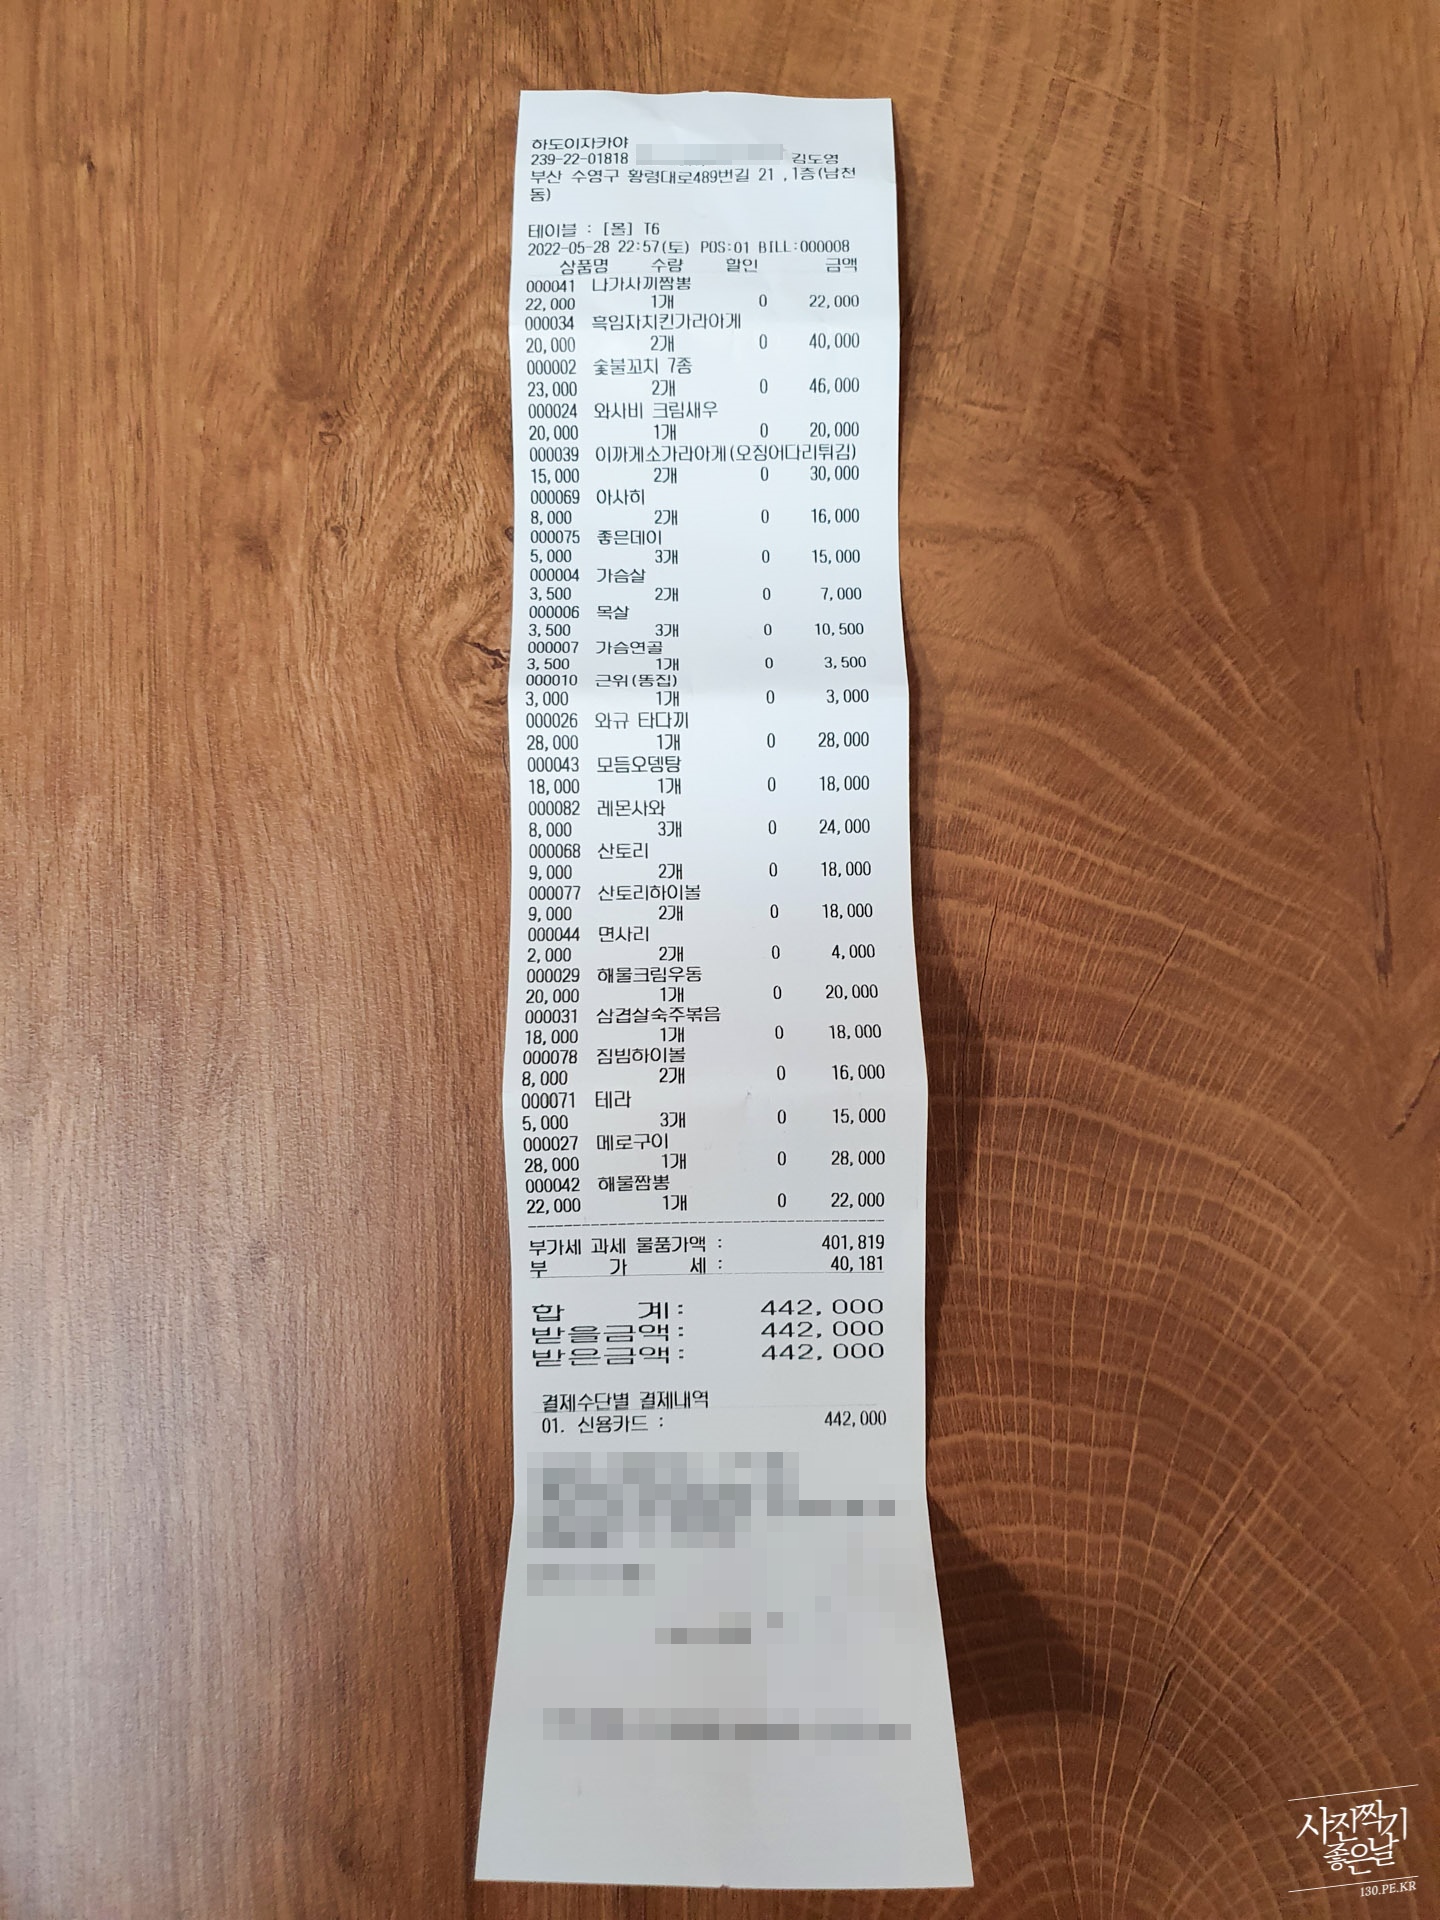 하도이자카야
239-22-01818 김도영
부산 수영구 황령대로489번길 21 ,1층(남천
동)
테이블 : [홀] T6
2022-05-28 22:57(토) POS:01 BILL:000008
상품명 수량 할인 금액
000041 나가사끼짬뽕
22,000 1개 0 22,000
000034 흑임자치킨가라아게
20,000 2개 0 40,000
000002 숯불꼬치 7종
23,000 2개 0 46,000
000024 와사비 크림새우
20,000 1개 0 20,000
000039 이까게소가라아게(오징어다리튀김)
15,000 2개 0 30,000
000069 아사히
8,000 2개 0 16,000
000075 좋은데이
5,000 3개 0 15,000
000004 가슴살
3,500 2개 0 7,000
000006 목살
3,500 3개 0 10,500
000007 가슴연골
3,500 1개 0 3,500
000010 근위(똥집)
3,000 1개 0 3,000
000026 와규 타다끼
28,000 1개 0 28,000
000043 모듬오뎅탕
18,000 1개 0 18,000
000082 레몬사와
8,000 3개 0 24,000
000068 산토리
9,000 2개 0 18,000
000077 산토리하이볼
9,000 2개 0 18,000
000044 면사리
2,000 2개 0 4,000
000029 해물크림우동
20,000 1개 0 20,000
000031 삼겹살숙주볶음
18,000 1개 0 18,000
000078 짐빔하이볼
8,000 2개 0 16,000
000071 테라
5,000 3개 0 15,000
000027 메로구이
28,000 1개 0 28,000
000042 해물짬뽕
22,000 1개 0 22,000
부가세 과세 물품가액 : 401,819
부 가 세 : 40,181
합 계 : 442,000
받을금액 : 442,000
받은금액 : 442,000
결제수단별 결제내역
01. 신용카드 : 442,000
사진찍기
좋은날
130.PE.KR